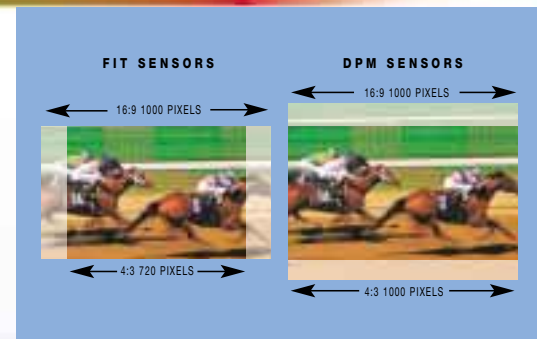 FIT SENSORS
16:9 1000 PIXELS
4:3 720 PIXELS
DPM SENSORS
16:9 1000 PIXELS
4:3 1000 PIXELS